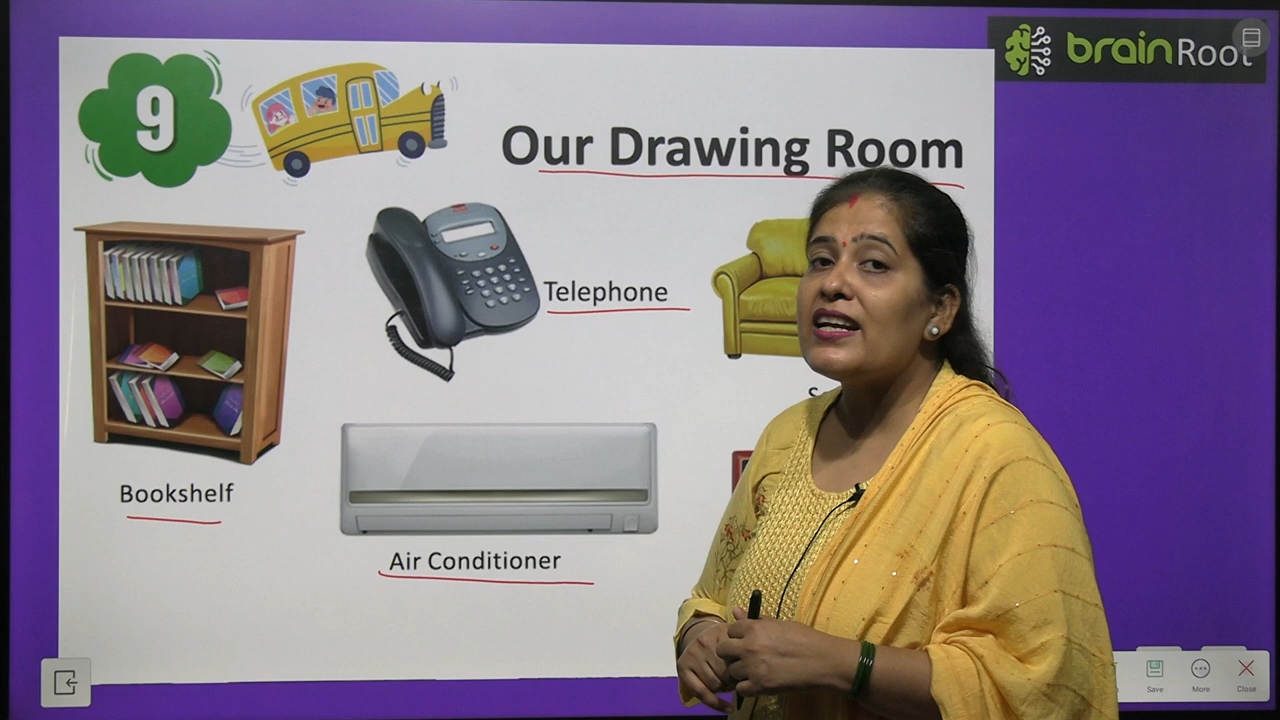 9
brainRoot
Our Drawing Room
Telephone
Bookshelf
Air Conditioner
Save
More
Close